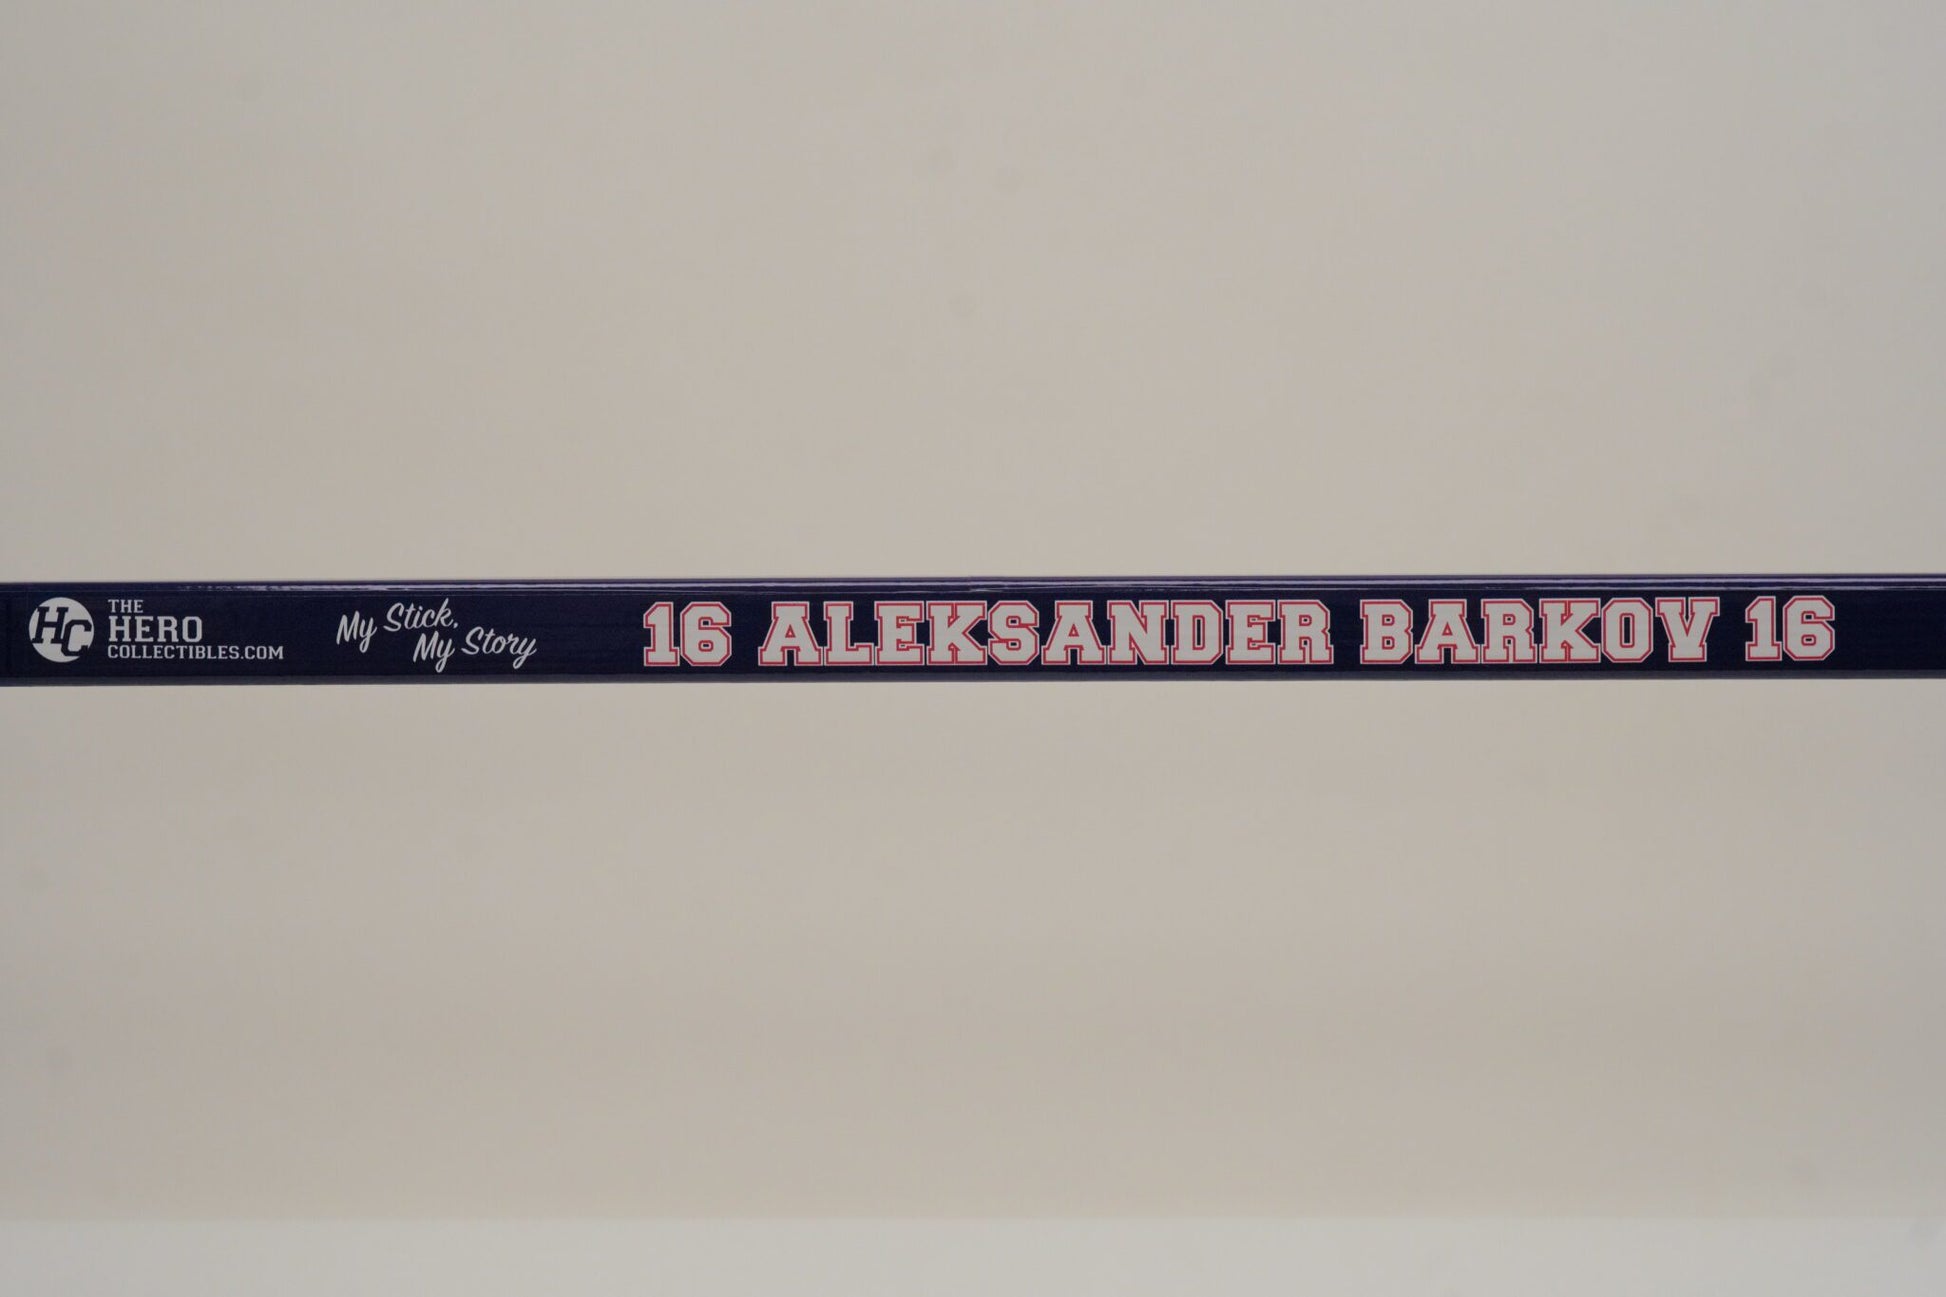 HC
THE
HERO
COLLECTIBLES.COM
My Stick,
My Story
16 ALEKSANDER BARKOV 16